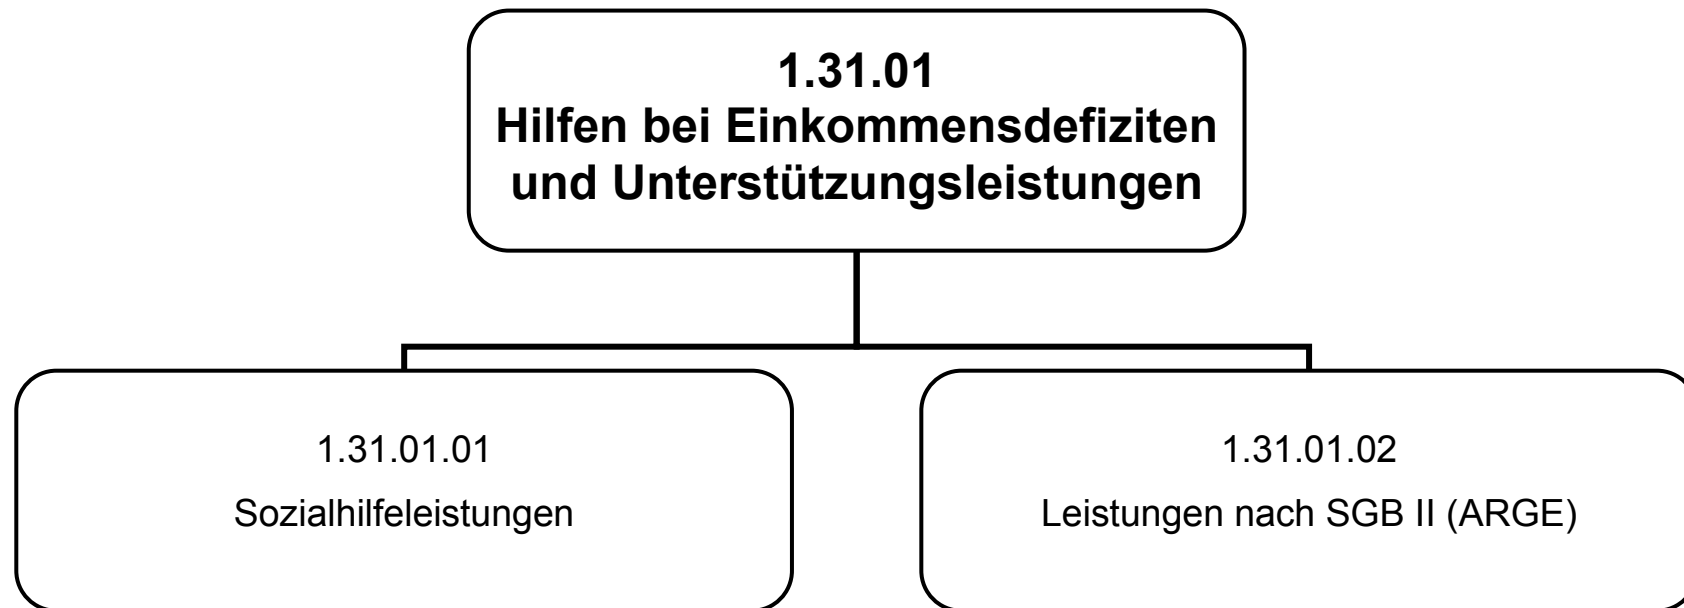 1.31.01
Hilfen bei Einkommensdefiziten
und Unterstützungsleistungen
1.31.01.01
Sozialhilfeleistungen
1.31.01.02
Leistungen nach SGB II (ARGE)